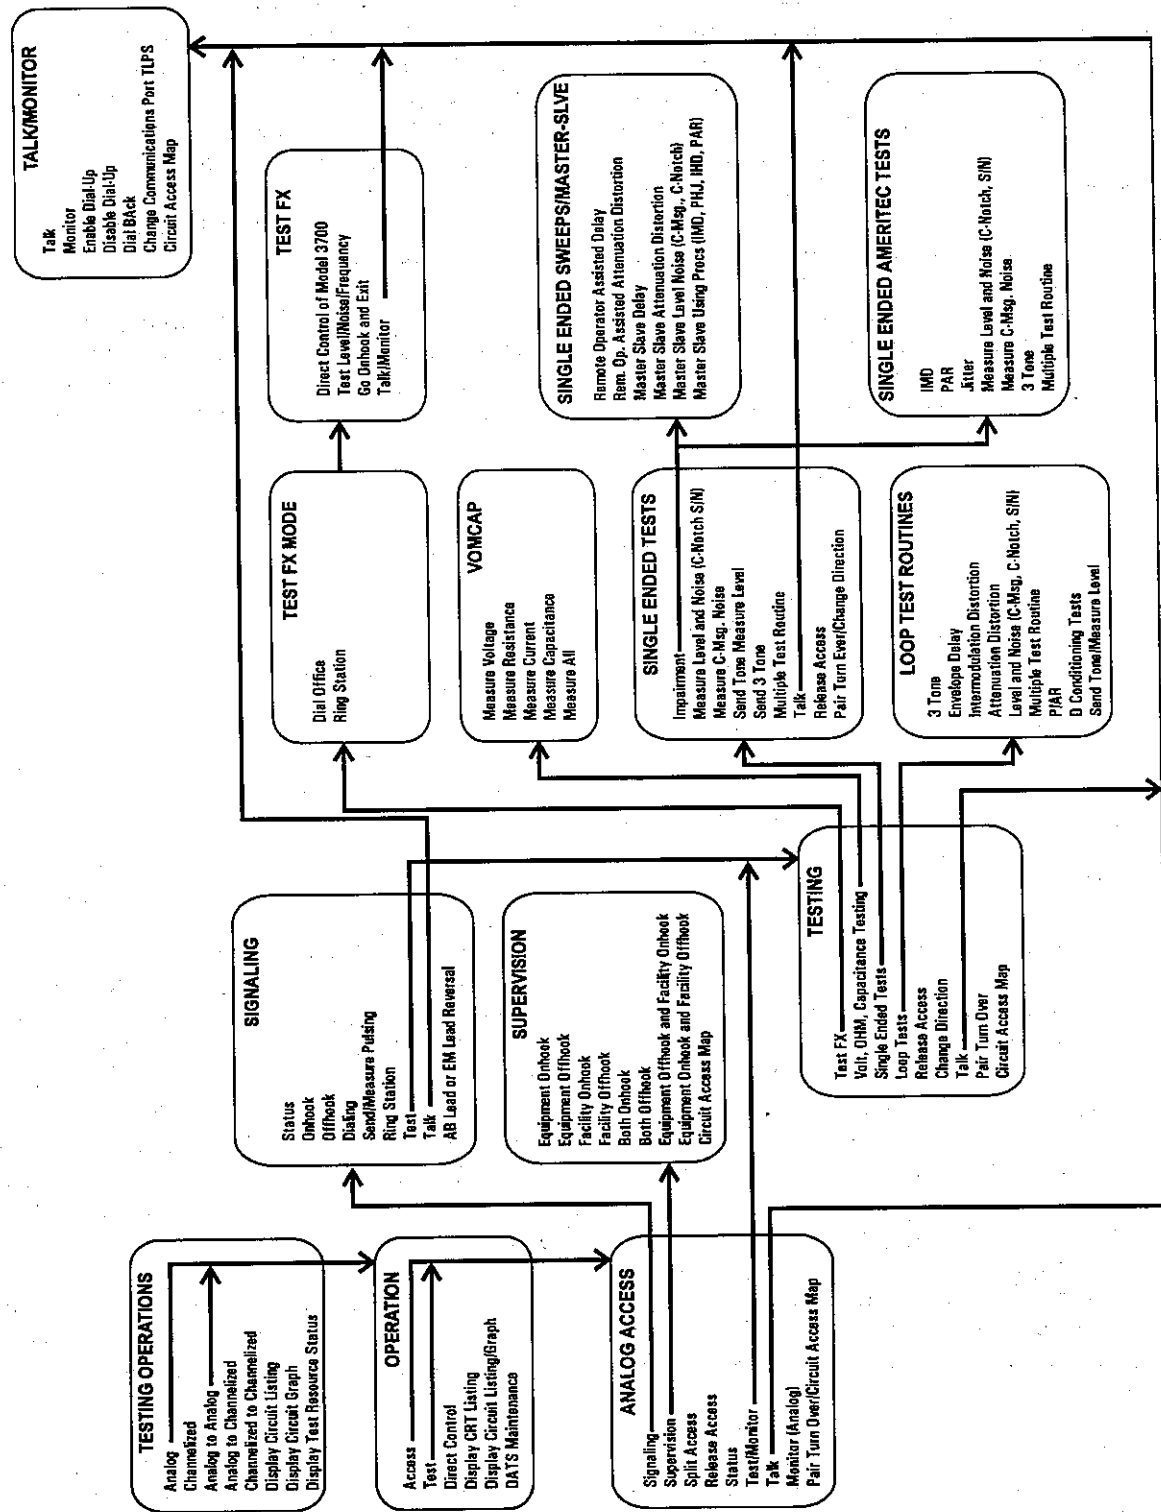 TESTING OPERATIONS
Analog
Channelized
Analog to Analog
Analog to Channelized
Channelized to Channelized
Display Circuit Listing
Display Circuit Graph
Display Test Resource Status
OPERATION
Access
Test
Direct Control
Display CRT Listing
Display Circuit Listing/Graph
DATS Maintenance
ANALOG ACCESS
Signaling
Supervision
Split Access
Release Access
Status
Test/Monitor
Talk
Monitor (Analog)
Pair Turn Over/Circuit Access Map
SIGNALING
Status
Onhook
Offhook
Dialing
Send/Measure Pulsing
Ring Station
Test
Talk
AB Lead or EM Lead Reversal
SUPERVISION
Equipment Onhook
Equipment Offhook
Facility Onhook
Facility Offhook
Both Onhook
Both Offhook
Equipment Offhook and Facility Onhook
Equipment Onhook and Facility Offhook
Circuit Access Map
TESTING
Test FX
Volt, OHM, Capacitance Testing
Single Ended Tests
Loop Tests
Release Access
Change Direction
Talk
Pair Turn Over
Circuit Access Map
TEST FX MODE
Dial Office
Ring Station
VOMCAP
Measure Voltage
Measure Resistance
Measure Current
Measure Capacitance
Measure All
SINGLE ENDED TESTS
Impairment
Measure Level and Noise (C-Notch S/N)
Measure C-Msg. Noise
Send Tone Measure Level
Send 3 Tone
Multiple Test Routine
Talk
Release Access
Pair Turn Ever/Change Direction
LOOP TEST ROUTINES
3 Tone
Envelope Delay
Intermodulation Distortion
Attenuation Distortion
Level and Noise (C-Msg, C-Notch, S/N)
Multiple Test Routine
P/AR
D Conditioning Tests
Send Tone/Measure Level
TALK/MONITOR
Talk
Monitor
Enable Dial-Up
Disable Dial-Up
Dial BAck
Change Communications Port TLPS
Circuit Access Map
TEST FX
Direct Control of Model 3700
Test Level/Noise/Frequency
Go Onhook and Exit
Talk/Monitor
SINGLE ENDED SWEEPS/MASTER-SLVE
Remote Operator Assisted Delay
Rem. Op. Assisted Attenuation Distortion
Master Slave Delay
Master Slave Attenuation Distortion
Master Slave Level Noise (C-Msg., C-Notch)
Master Slave Using Procs (IMD, PHJ, IHD, PAR)
SINGLE ENDED AMERITEC TESTS
IMD
PAR
Jitter
Measure Level and Noise (C-Notch, S/N)
Measure C-Msg. Noise
3 Tone
Multiple Test Routine